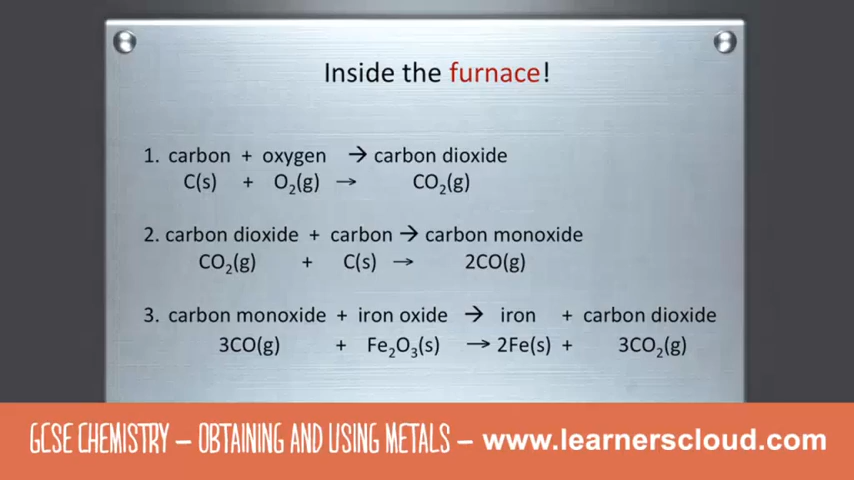 Inside the furnace!
1. carbon + oxygen → carbon dioxide
C(s) + O₂(g) → CO₂(g)
2. carbon dioxide + carbon → carbon monoxide
CO₂(g) + C(s) → 2CO(g)
3. carbon monoxide + iron oxide → iron + carbon dioxide
3CO(g) + Fe₂O₃(s) → 2Fe(s) + 3CO₂(g)
GCSE CHEMISTRY – OBTAINING AND USING METALS – www.learnerscloud.com